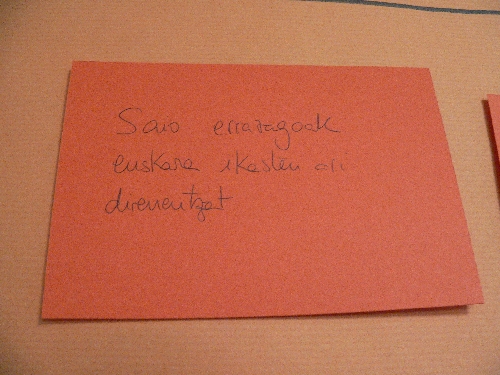 Saio errazagoak
euskara ikasten ari
direnentzat